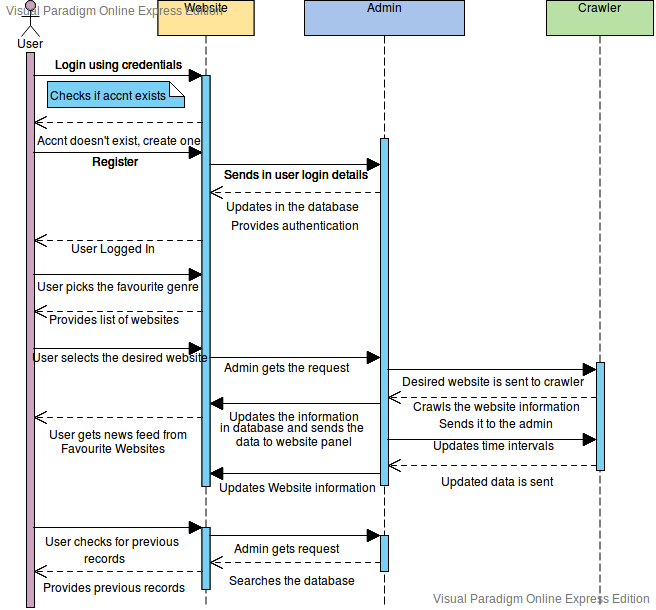 Visual Paradigm Online Express Edition
Website
Admin
Crawler
User
Login using credentials
Checks if accnt exists
Accnt doesn't exist, create one
Register
Sends in user login details
Updates in the database
Provides authentication
User Logged In
User picks the favourite genre
Provides list of websites
User selects the desired website
Admin gets the request
Desired website is sent to crawler
Crawls the website information
Sends it to the admin
Updates the information
in database and sends the
data to website panel
User gets news feed from
Favourite Websites
Updates time intervals
Updated data is sent
Updates Website information
User checks for previous
records
Admin gets request
Searches the database
Provides previous records
Visual Paradigm Online Express Edition